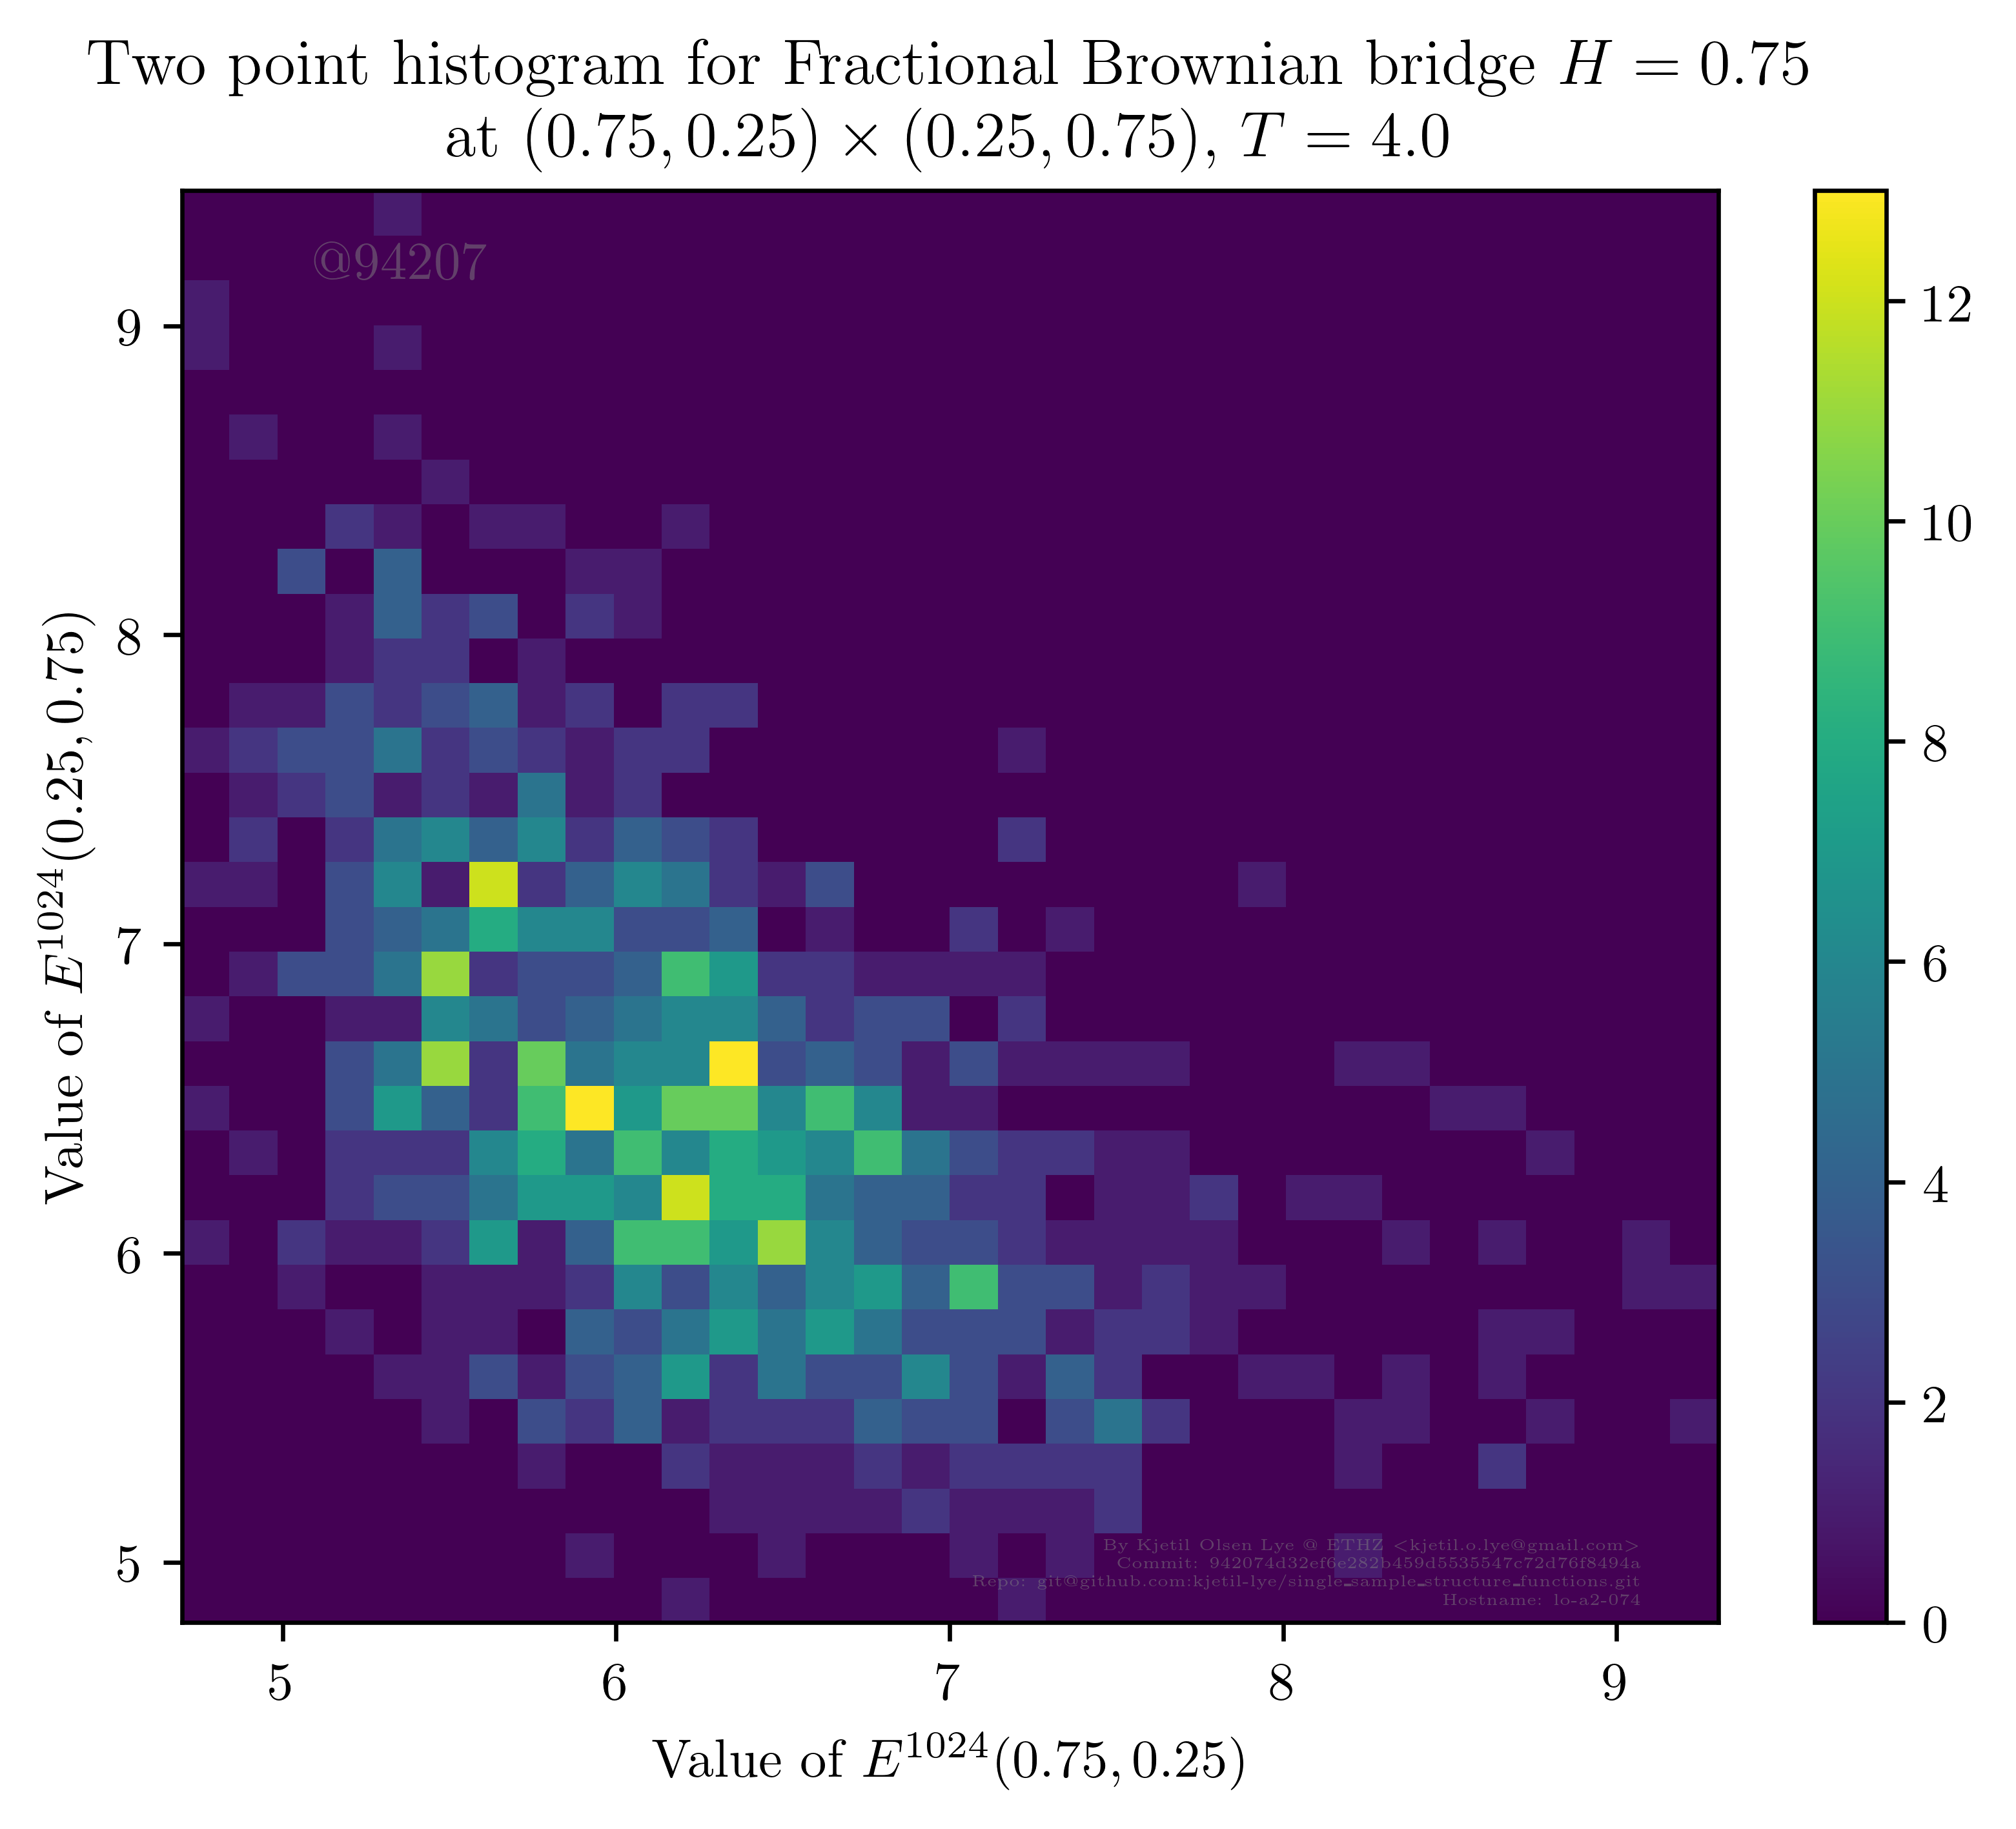 Two point histogram for Fractional Brownian bridge H = 0.75
at (0.75, 0.25) × (0.25, 0.75), T = 4.0
@94207
9
8
7
6
5
Value of E^1024(0.25, 0.75)
12
10
8
6
4
2
0
By Kjetil Olsen Lye @ ETHZ <kjetil.o.lye@gmail.com>
Commit: 942074d32ef6e282b459d5535547c72d76f8494a
Repo: git@github.com:kjetil-lye/single_sample_structure_functions.git
Hostname: lo-a2-074
5 6 7 8 9
Value of E^1024(0.75, 0.25)